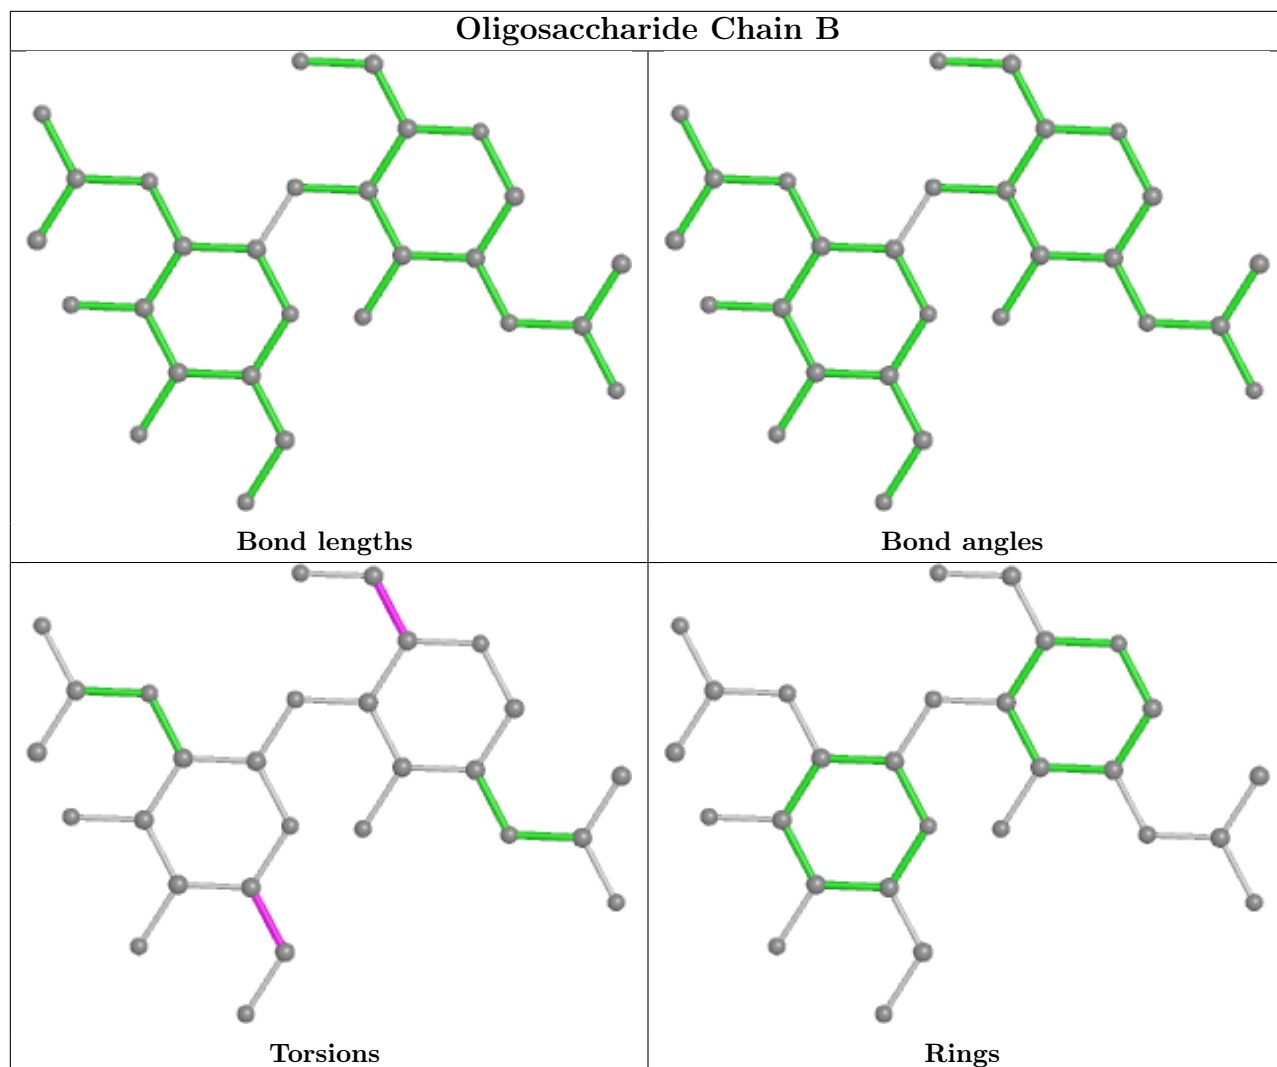 Oligosaccharide Chain B
Bond lengths
Bond angles
Torsions
Rings